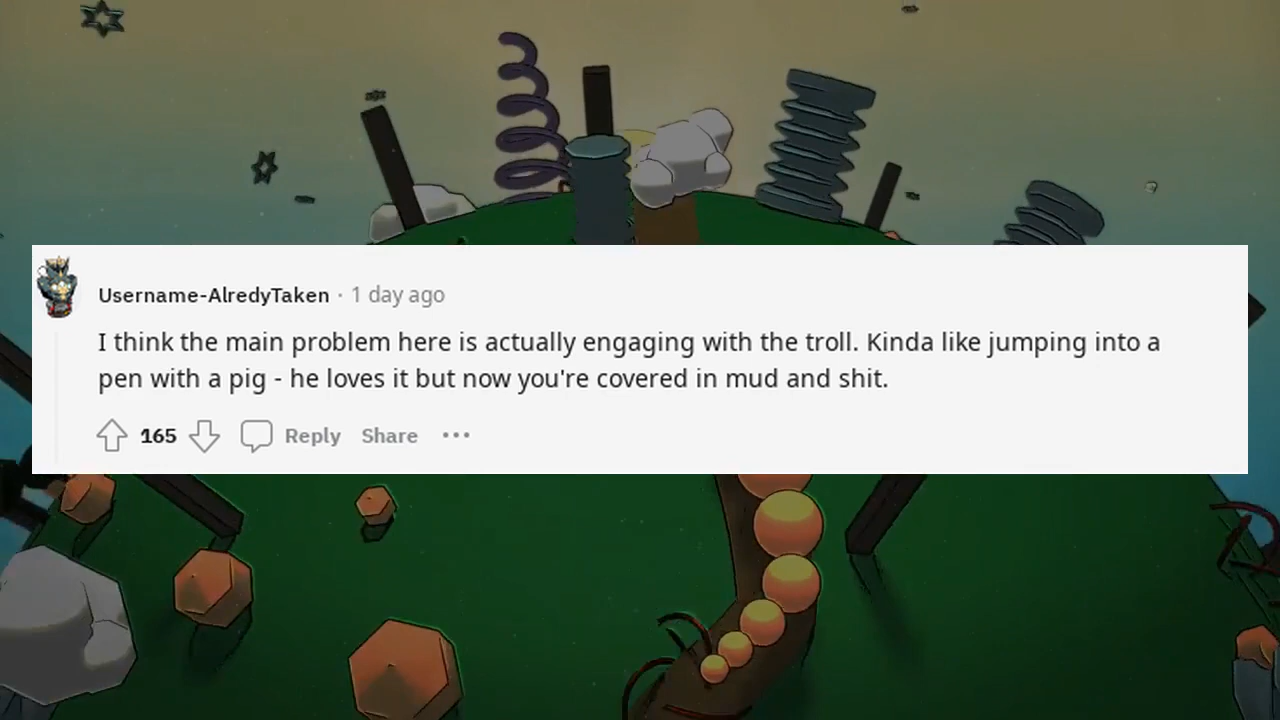 Username-AlredyTaken · 1 day ago
I think the main problem here is actually engaging with the troll. Kinda like jumping into a
pen with a pig - he loves it but now you're covered in mud and shit.
165 Reply Share ···